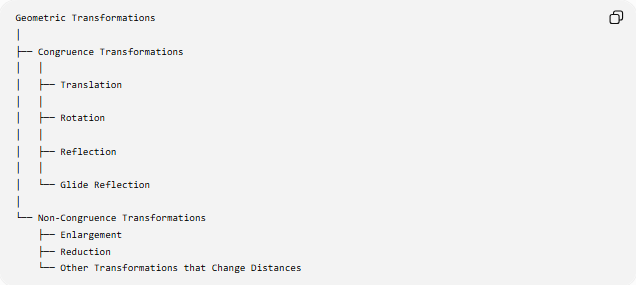 Geometric Transformations
Congruence Transformations
Translation
Rotation
Reflection
Glide Reflection
Non-Congruence Transformations
Enlargement
Reduction
Other Transformations that Change Distances